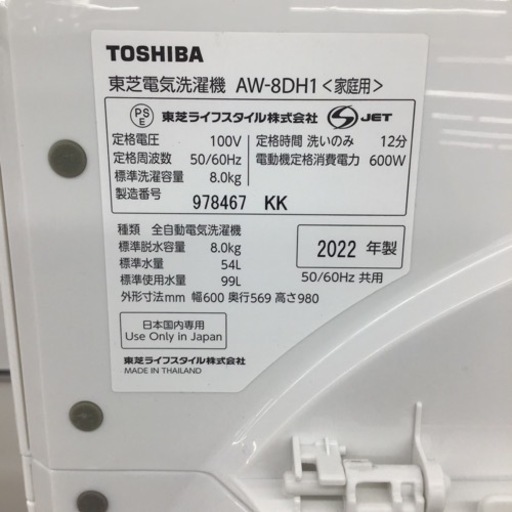 TOSHIBA
東芝電気洗濯機 AW-8DH1<家庭用>
PS E 東芝ライフスタイル株式会社 S JET
定格電圧 100V 定格時間 洗いのみ 12分
定格周波数 50/60Hz 電動機定格消費電力 600W
標準洗濯容量 8.0kg
製造番号 978467 KK
種類 全自動電気洗濯機
標準脱水容量 8.0kg 2022 年製
標準水量 54L
標準使用水量 99L 50/60Hz 共用
外形寸法mm 幅600 奥行569 高さ980
日本国内専用
Use Only in Japan
東芝ライフスタイル株式会社
MADE IN THAILAND